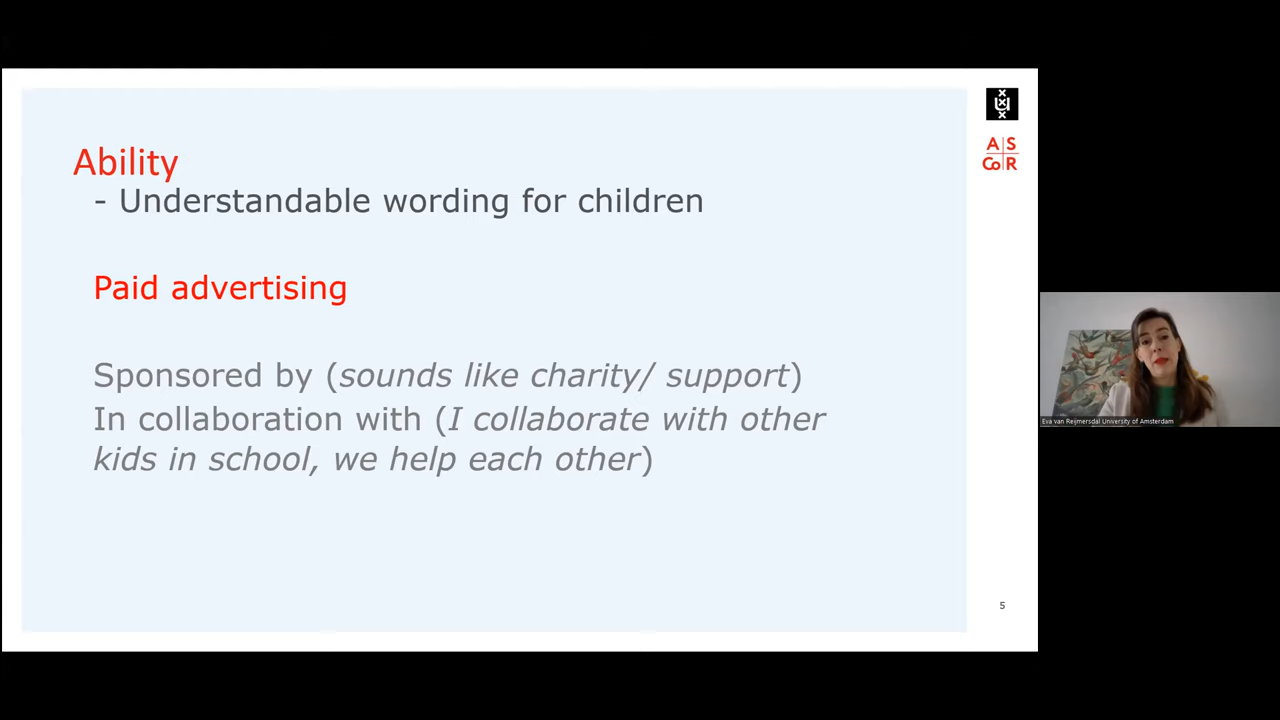 Ability
- Understandable wording for children
Paid advertising
Sponsored by (sounds like charity/ support)
In collaboration with (I collaborate with other
kids in school, we help each other)
A S
Co R
5
Eva van Reijmersdal University of Amsterdam